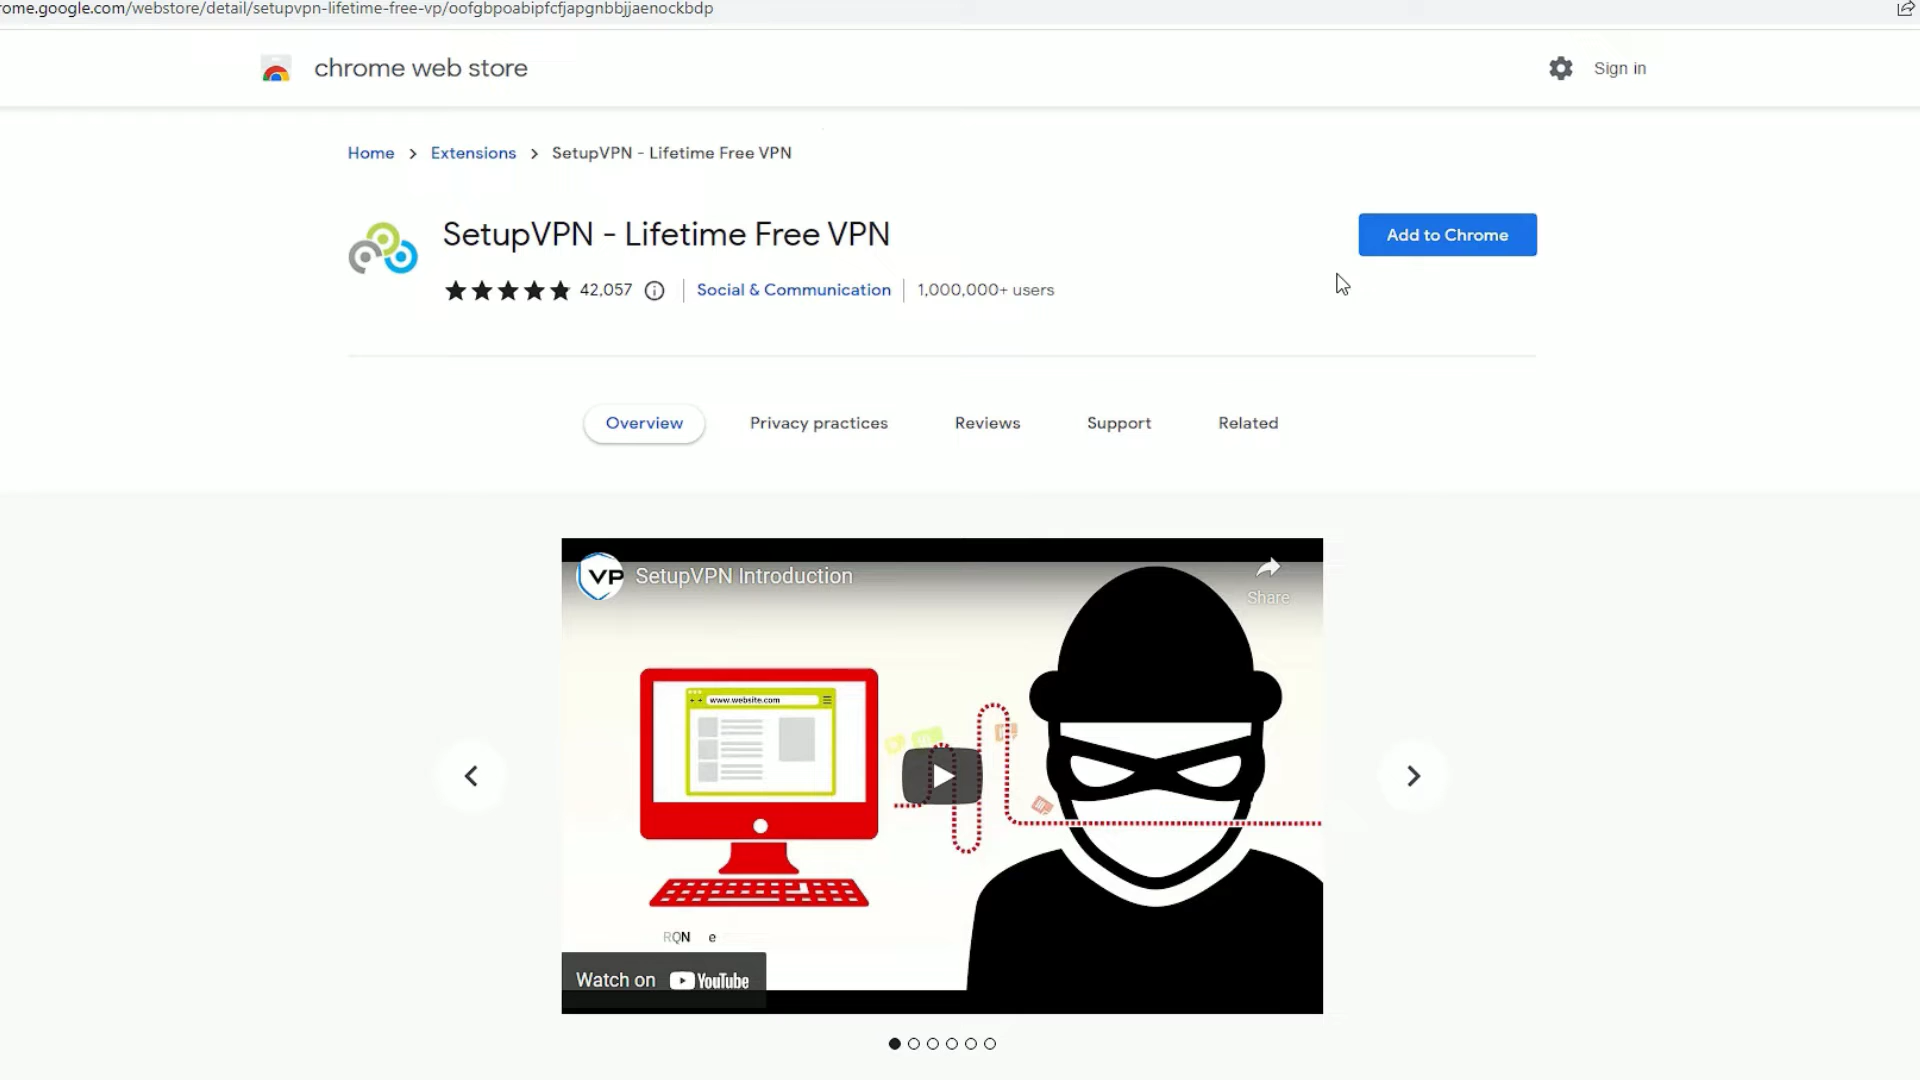 rome.google.com/webstore/detail/setupvpn-lifetime-free-vp/oofgbpoabipfcfjapgnbbjjaenockbdp
chrome web store
Sign in
Home > Extensions > SetupVPN - Lifetime Free VPN
SetupVPN - Lifetime Free VPN
Add to Chrome
42,057
Social & Communication
1,000,000+ users
Overview
Privacy practices
Reviews
Support
Related
VP
SetupVPN Introduction
Share
www.website.com
RQN e
Watch on YouTube